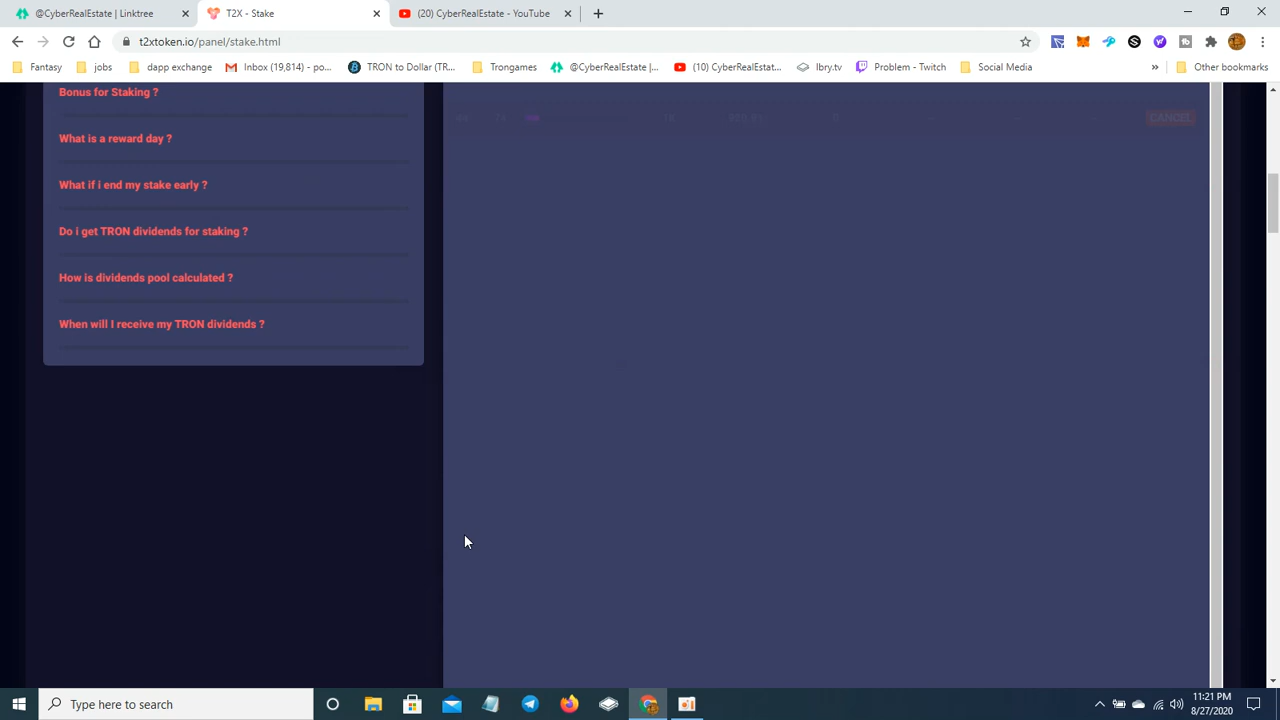 @CyberRealEstate | Linktree
T2X - Stake
(20) CyberRealEstate - YouTube
t2xtoken.io/panel/stake.html
Fantasy
jobs
dapp exchange
Inbox (19,814) - po...
TRON to Dollar (TR...
Trongames
@CyberRealEstate |...
(10) CyberRealEstat...
lbry.tv
Problem - Twitch
Social Media
»
Other bookmarks
Bonus for Staking ?
What is a reward day ?
What if i end my stake early ?
Do i get TRON dividends for staking ?
How is dividends pool calculated ?
When will I receive my TRON dividends ?
CANCEL
Type here to search
11:21 PM
8/27/2020